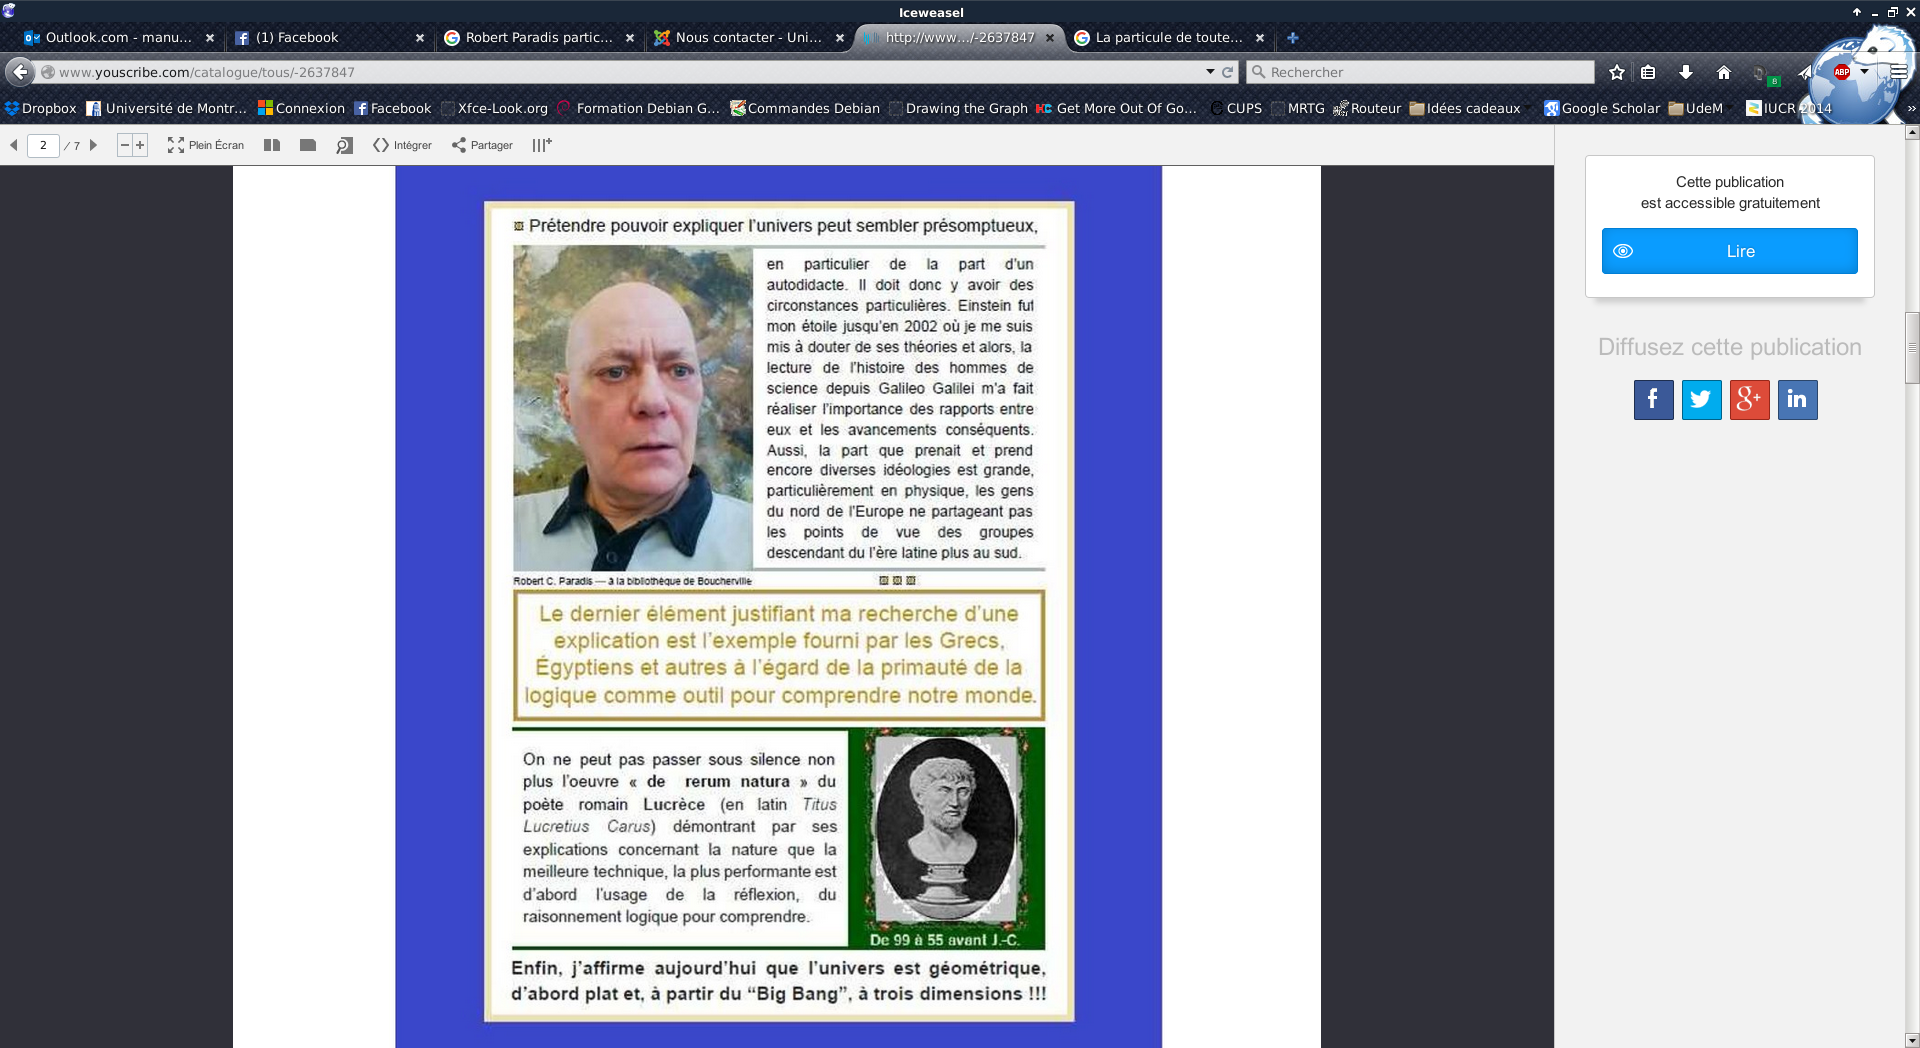 Iceweasel
Outlook.com - manu...
(1) Facebook
Robert Paradis partic...
Nous contacter - Uni...
http://www.../-2637847
La particule de toute...
www.youscribe.com/catalogue/tous/-2637847
Rechercher
ABP
Dropbox
Université de Montr...
Connexion
Facebook
Xfce-Look.org
Formation Debian G...
Commandes Debian
Drawing the Graph
Get More Out Of Go...
CUPS
MRTG
Routeur
Idées cadeaux
Google Scholar
UdeM
IUCR 2014
2 / 7
Plein Écran
Intégrer
Partager
Cette publication
est accessible gratuitement
Lire
Diffusez cette publication
Prétendre pouvoir expliquer l'univers peut sembler présomptueux,
en particulier de la part d'un
autodidacte. Il doit donc y avoir des
circonstances particulières. Einstein fut
mon étoile jusqu'en 2002 où je me suis
mis à douter de ses théories et alors, la
lecture de l'histoire des hommes de
science depuis Galileo Galilei m'a fait
réaliser l'importance des rapports entre
eux et les avancements conséquents.
Aussi, la part que prenait et prend
encore diverses idéologies est grande,
particulièrement en physique, les gens
du nord de l'Europe ne partageant pas
les points de vue des groupes
descendant du l'ère latine plus au sud.
Robert C. Paradis — à la bibliothèque de Boucherville
Le dernier élément justifiant ma recherche d'une
explication est l'exemple fourni par les Grecs,
Égyptiens et autres à l'égard de la primauté de la
logique comme outil pour comprendre notre monde.
On ne peut pas passer sous silence non
plus l'oeuvre « de rerum natura » du
poète romain Lucrèce (en latin Titus
Lucretius Carus) démontrant par ses
explications concernant la nature que la
meilleure technique, la plus performante est
d'abord l'usage de la réflexion, du
raisonnement logique pour comprendre.
De 99 à 55 avant J.-C.
Enfin, j'affirme aujourd'hui que l'univers est géométrique,
d'abord plat et, à partir du “Big Bang”, à trois dimensions !!!